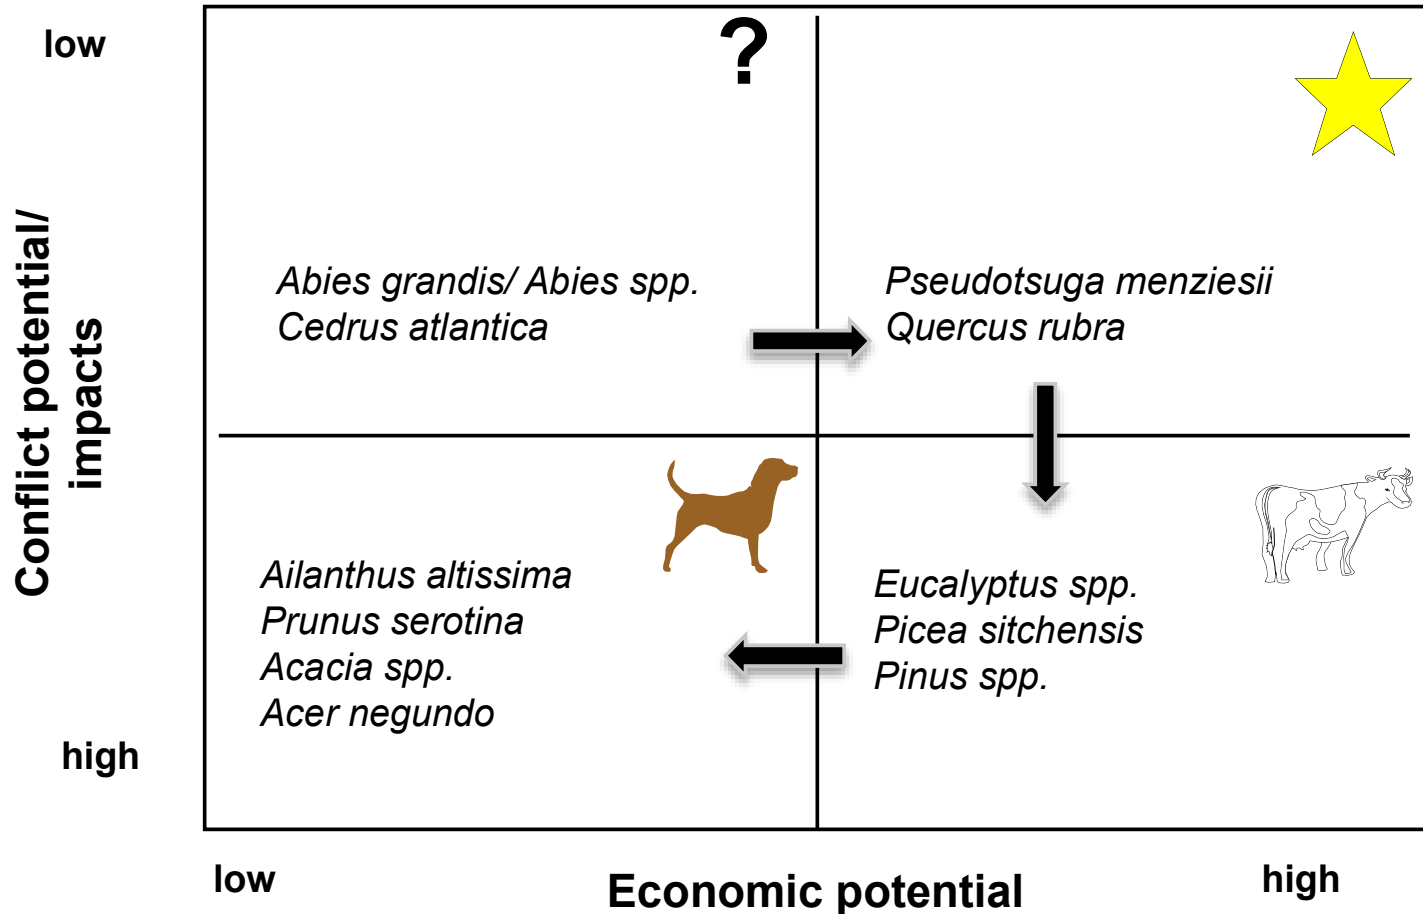 low
?
Conflict potential/
impacts
Abies grandis/ Abies spp.
Cedrus atlantica
Pseudotsuga menziesii
Quercus rubra
Ailanthus altissima
Prunus serotina
Acacia spp.
Acer negundo
Eucalyptus spp.
Picea sitchensis
Pinus spp.
high
low
Economic potential
high